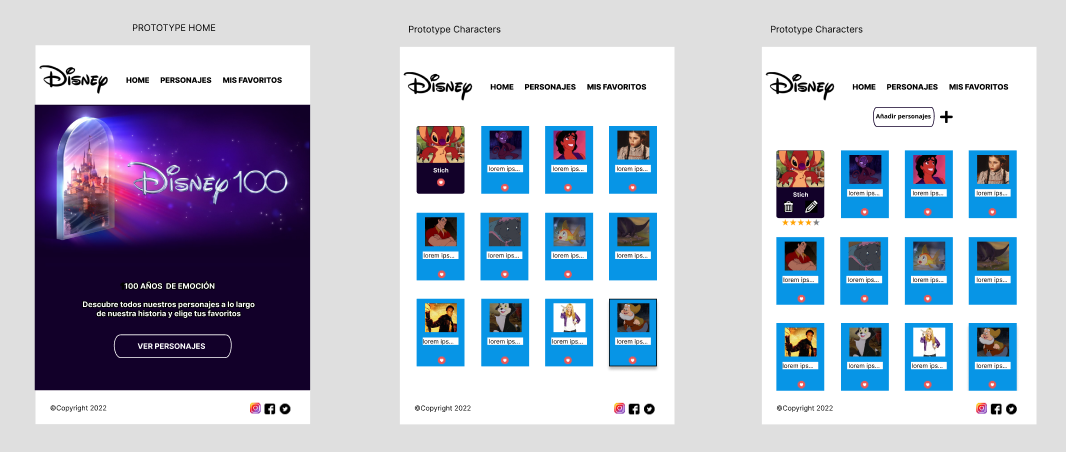 PROTOTYPE HOME
Disney
HOME PERSONAJES MIS FAVORITOS
Disney 100
100 AÑOS DE EMOCIÓN
Descubre todos nuestros personajes a lo largo
de nuestra historia y elige tus favoritos
VER PERSONAJES
©Copyright 2022
Prototype Characters
Disney
HOME PERSONAJES MIS FAVORITOS
Stich
lorem ips...
lorem ips...
lorem ips...
lorem ips...
lorem ips...
lorem ips...
lorem ips...
lorem ips...
lorem ips...
lorem ips...
lorem ips...
©Copyright 2022
Prototype Characters
Disney
HOME PERSONAJES MIS FAVORITOS
Añadir personajes
Stich
lorem ips...
lorem ips...
lorem ips...
lorem ips...
lorem ips...
lorem ips...
lorem ips...
lorem ips...
lorem ips...
lorem ips...
lorem ips...
©Copyright 2022